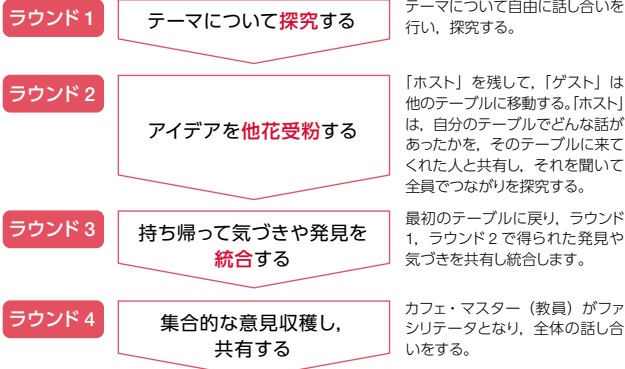 ラウンド 1
テーマについて探究する
テーマについて自由に話し合いを
行い，探究する。
ラウンド 2
アイデアを他花受粉する
「ホスト」を残して，「ゲスト」は
他のテーブルに移動する。「ホスト」
は，自分のテーブルでどんな話が
あったかを，そのテーブルに来て
くれた人と共有し，それを聞いて
全員でつながりを探究する。
ラウンド 3
持ち帰って気づきや発見を
統合する
最初のテーブルに戻り，ラウンド
1，ラウンド 2 で得られた発見や
気づきを共有し統合します。
ラウンド 4
集合的な意見収穫し，
共有する
カフェ・マスター（教員）がファ
シリテータとなり，全体の話し合
いをする。